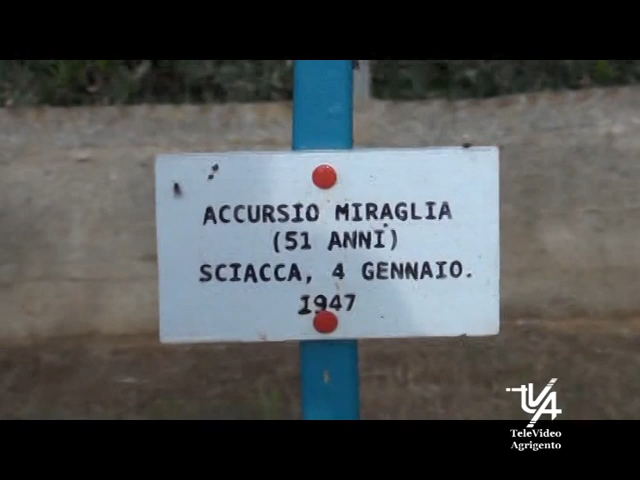 ACCURSIO MIRAGLIA
(51 ANNI)
SCIACCA, 4 GENNAIO.
1947
TVA
TeleVideo
Agrigento